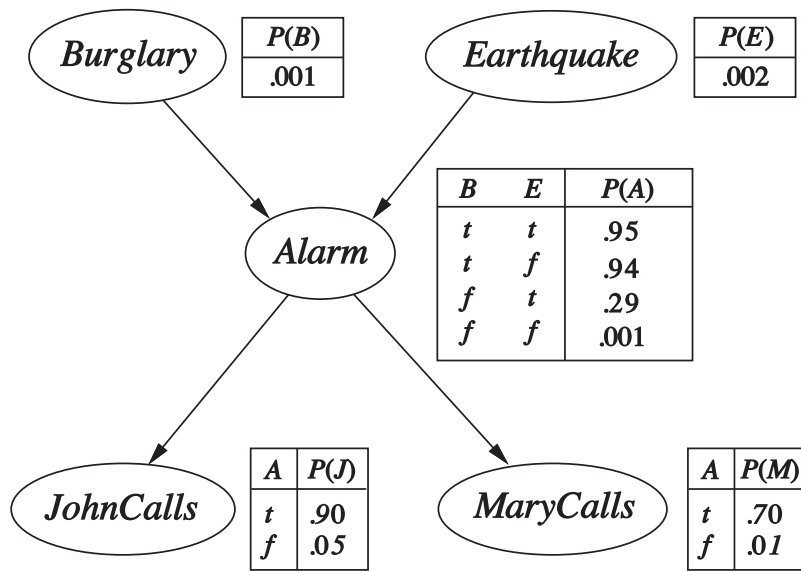 Burglary
P(B)
.001
Earthquake
P(E)
.002
Alarm
B E P(A)
t t .95
t f .94
f t .29
f f .001
JohnCalls
A P(J)
t .90
f .05
MaryCalls
A P(M)
t .70
f .01